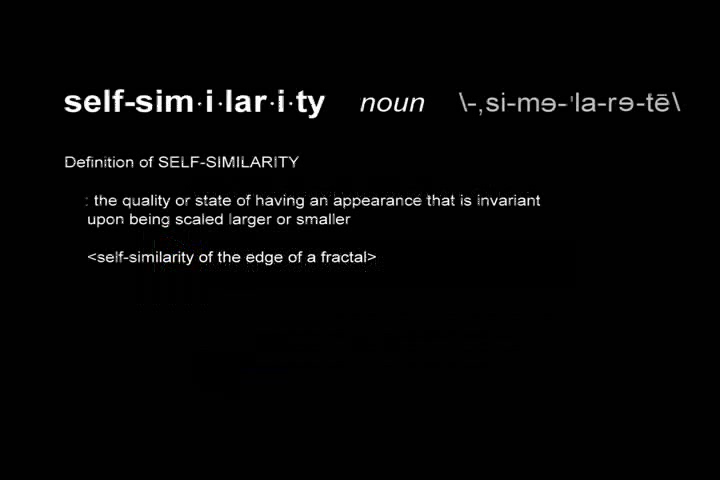 self-sim·i·lar·i·ty noun \-ˌsi-mə-ˈla-rə-tē\
Definition of SELF-SIMILARITY
: the quality or state of having an appearance that is invariant
upon being scaled larger or smaller
<self-similarity of the edge of a fractal>